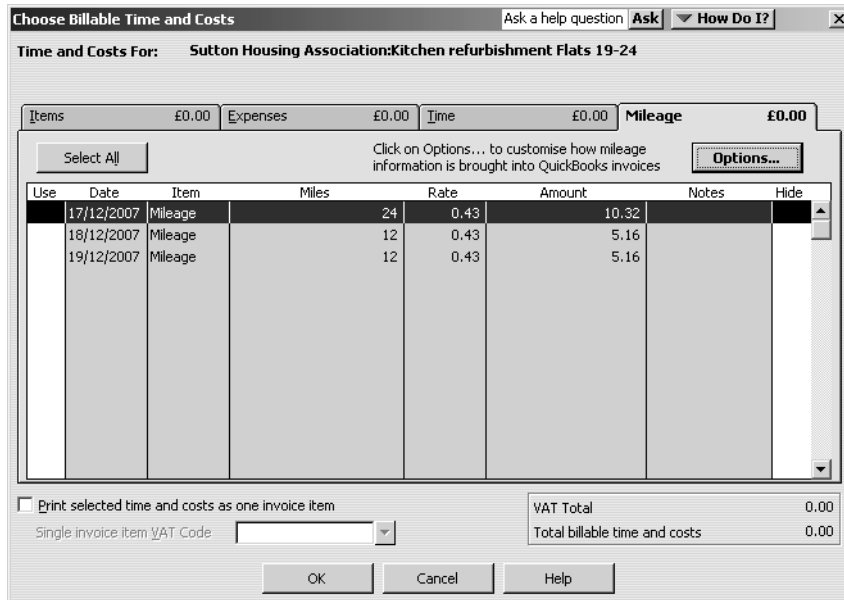 Choose Billable Time and Costs Ask a help question Ask How Do I? X
Time and Costs For: Sutton Housing Association:Kitchen refurbishment Flats 19-24
Items £0.00 Expenses £0.00 Time £0.00 Mileage £0.00
Select All Click on Options... to customise how mileage information is brought into QuickBooks invoices Options...
Use Date Item Miles Rate Amount Notes Hide
17/12/2007 Mileage 24 0.43 10.32
18/12/2007 Mileage 12 0.43 5.16
19/12/2007 Mileage 12 0.43 5.16
Print selected time and costs as one invoice item
Single invoice item VAT Code
VAT Total 0.00
Total billable time and costs 0.00
OK Cancel Help